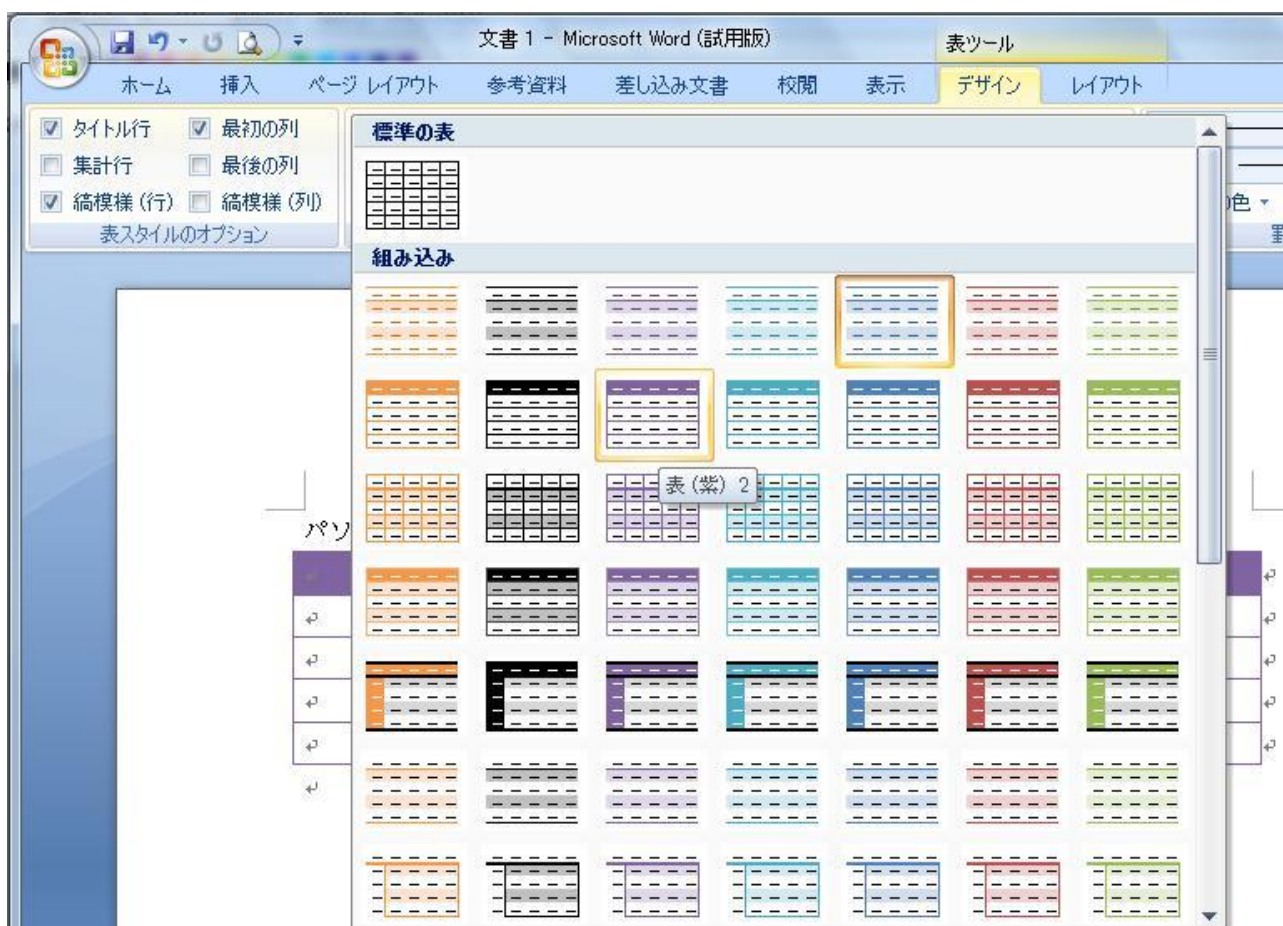 文書 1 - Microsoft Word (試用版)
表ツール
ホーム 挿入 ページ レイアウト 参考資料 差し込み文書 校閲 表示 デザイン レイアウト
タイトル行 最初の列
集計行 最後の列
縞模様 (行) 縞模様 (列)
表スタイルのオプション
標準の表
の色
組み込み
表 (紫) 2
パソ